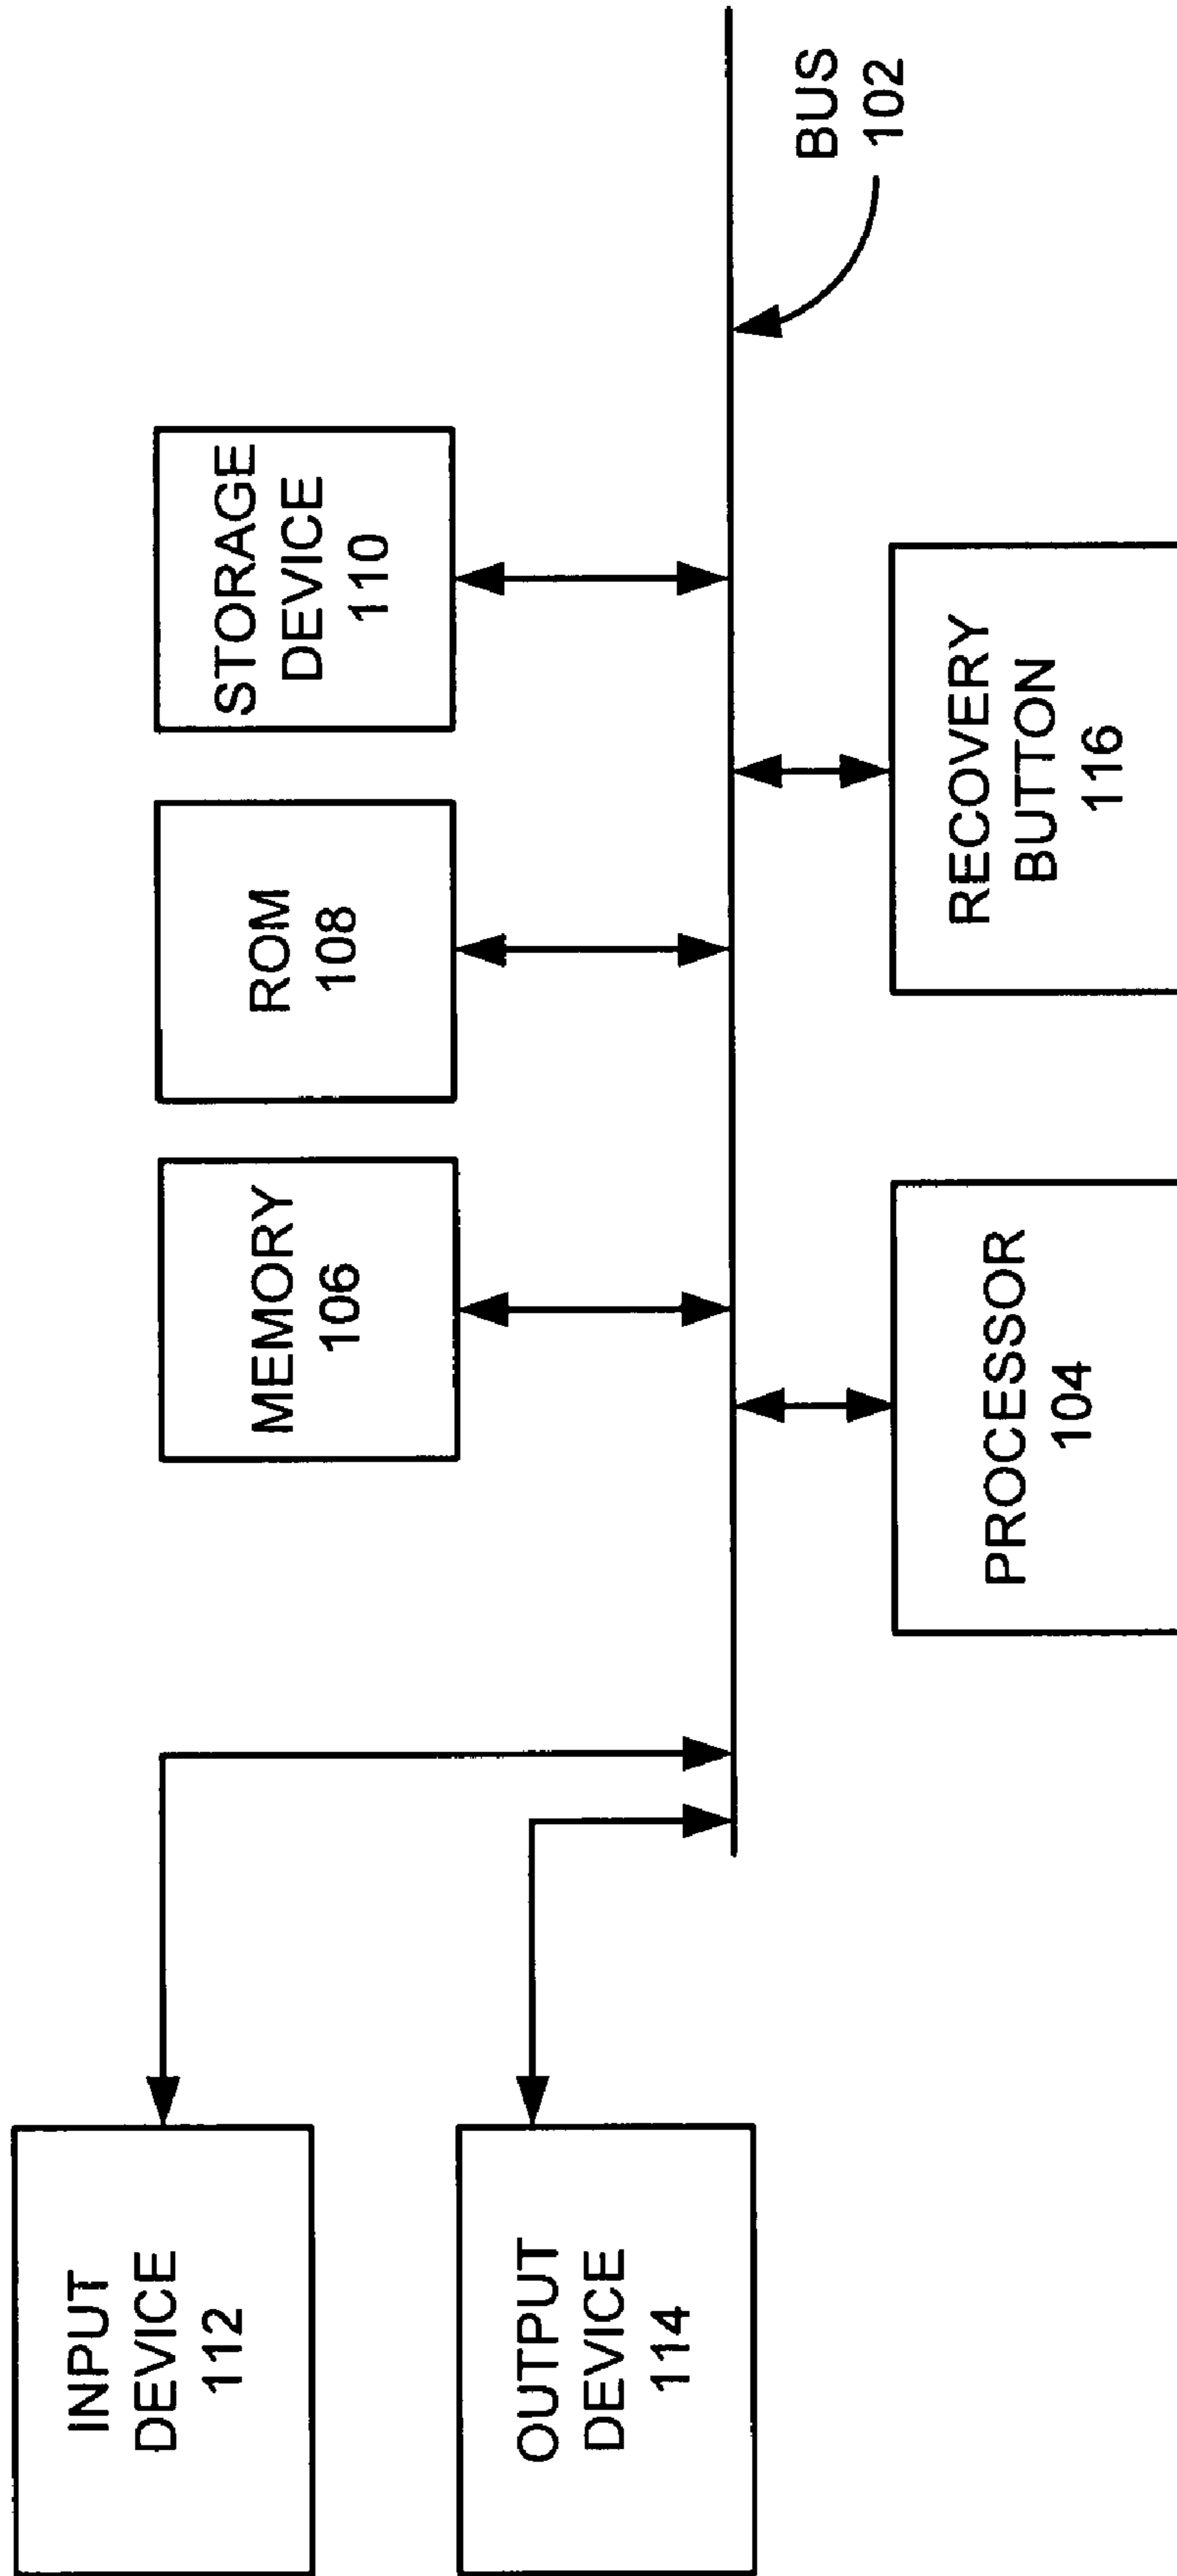 INPUT
DEVICE
112
MEMORY
106
ROM
108
STORAGE
DEVICE
110
OUTPUT
DEVICE
114
BUS
102
PROCESSOR
104
RECOVERY
BUTTON
116